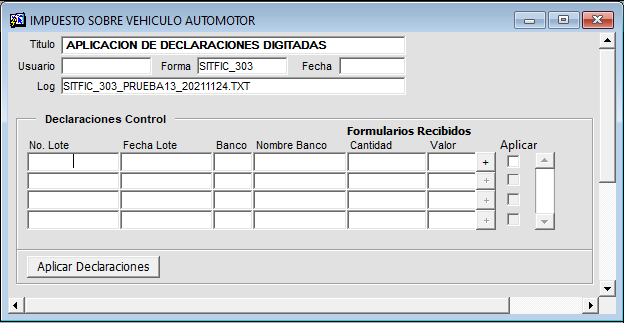 IMPUESTO SOBRE VEHICULO AUTOMOTOR
Titulo APLICACION DE DECLARACIONES DIGITADAS
Usuario Forma SITFIC_303 Fecha
Log SITFIC_303_PRUEBA13_20211124.TXT
Declaraciones Control
Formularios Recibidos
No. Lote Fecha Lote Banco Nombre Banco Cantidad Valor Aplicar
+
+
+
+
Aplicar Declaraciones